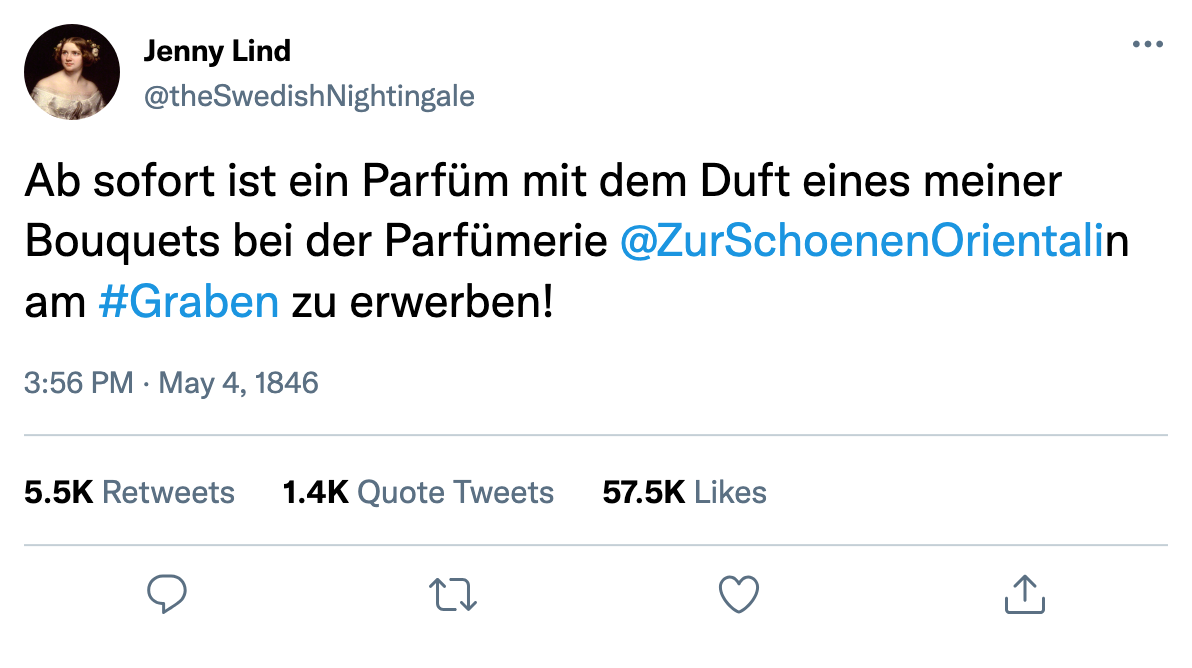 Jenny Lind
@theSwedishNightingale
Ab sofort ist ein Parfüm mit dem Duft eines meiner
Bouquets bei der Parfümerie @ZurSchoenenOrientalin
am #Graben zu erwerben!
3:56 PM · May 4, 1846
5.5K Retweets 1.4K Quote Tweets 57.5K Likes